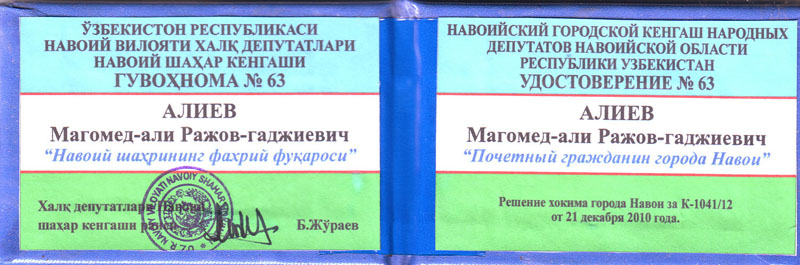 ЎЗБЕКИСТОН РЕСПУБЛИКАСИ
НАВОИЙ ВИЛОЯТИ ХАЛҚ ДЕПУТАТЛАРИ
НАВОИЙ ШАҲАР КЕНГАШИ
ГУВОҲНОМА № 63
АЛИЕВ
Магомед-али Ражов-гаджиевич
“Навоий шаҳрининг фахрий фуқароси”
Халқ депутатлари Навоий
шаҳар кенгаши раиси
Б.Жўраев
НАВОИЙСКИЙ ГОРОДСКОЙ КЕНГАШ НАРОДНЫХ
ДЕПУТАТОВ НАВОИЙСКОЙ ОБЛАСТИ
РЕСПУБЛИКИ УЗБЕКИСТАН
УДОСТОВЕРЕНИЕ № 63
АЛИЕВ
Магомед-али Ражов-гаджиевич
“Почетный гражданин города Навои”
Решение хокима города Навои за К-1041/12
от 21 декабря 2010 года.